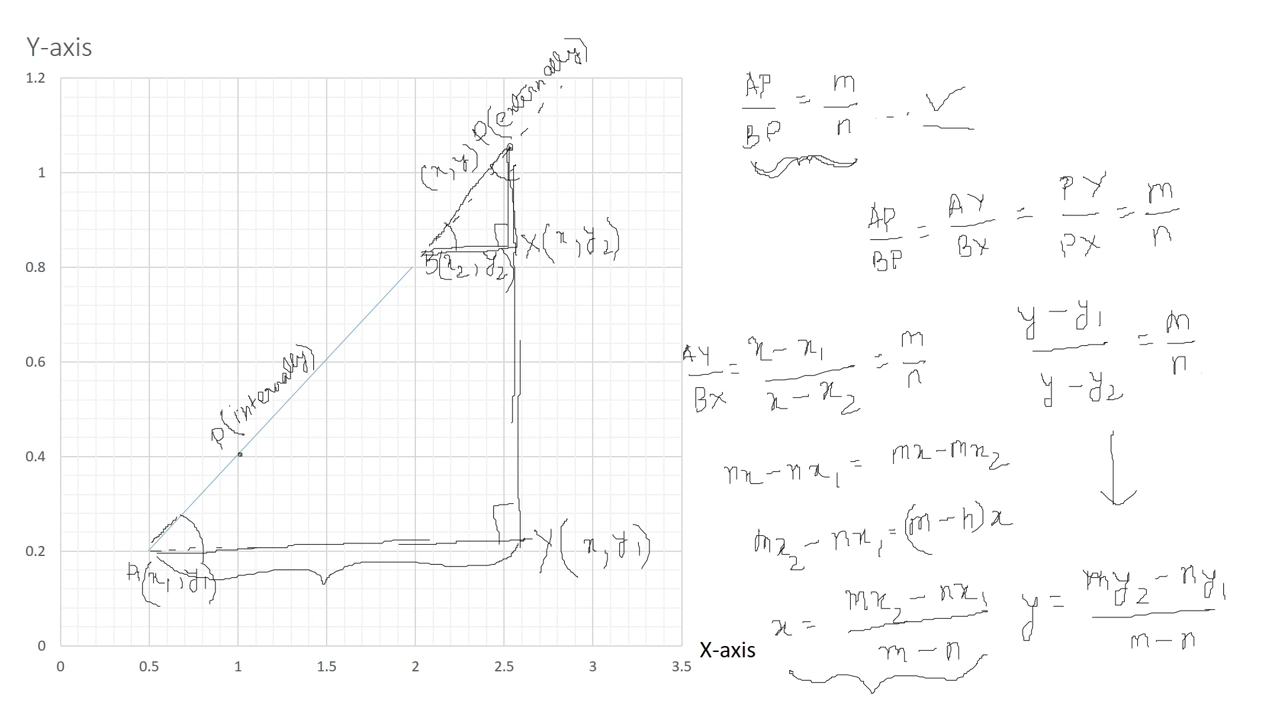 Y-axis
1.2
1
0.8
0.6
0.4
0.2
0
0 0.5 1 1.5 2 2.5 3 3.5
X-axis
P(externally)
(x,y)
X(x,y2)
B(x2,y2)
P(internally)
A(x1,y1)
Y(x,y1)
AP/BP = m/n ...
AP/BP = AY/BX = PY/PX = m/n
AY/BX = x-x1/x-x2 = m/n
y-y1/y-y2 = m/n
nx-nx1 = mx-mx2
mx2-nx1 = (m-n)x
x = mx2-nx1/m-n
y = my2-ny1/m-n